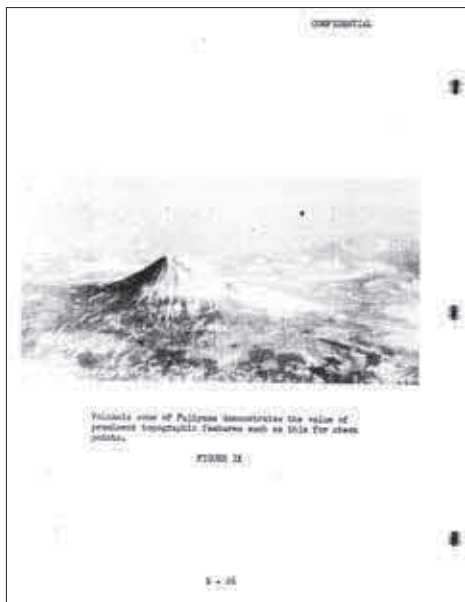 CONFIDENTIAL
Volcanic cone of Fujiyama demonstrates the value of
prominent topographic features such as this for check
points.
FIGURE IX